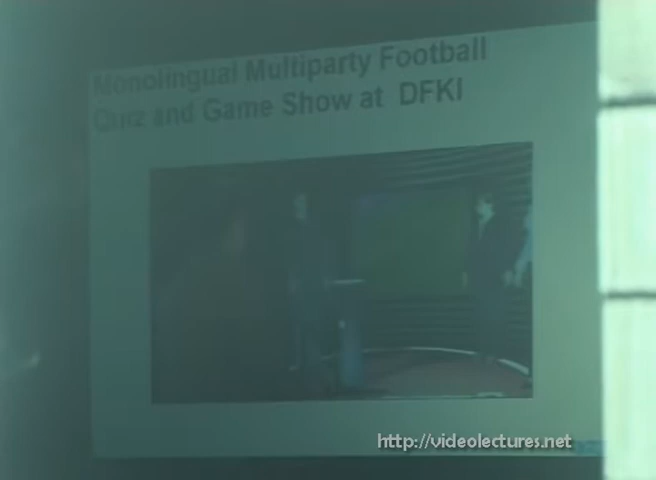 Monolingual Multiparty Football
Quiz and Game Show at DFKI
http://videolectures.net